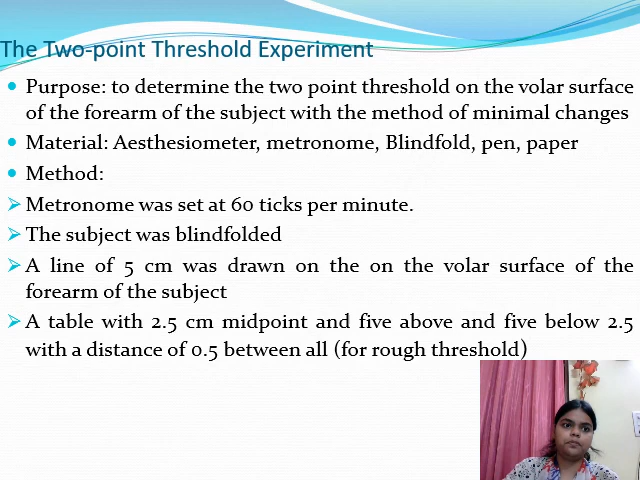 The Two-point Threshold Experiment
Purpose: to determine the two point threshold on the volar surface
of the forearm of the subject with the method of minimal changes
Material: Aesthesiometer, metronome, Blindfold, pen, paper
Method:
Metronome was set at 60 ticks per minute.
The subject was blindfolded
A line of 5 cm was drawn on the on the volar surface of the
forearm of the subject
A table with 2.5 cm midpoint and five above and five below 2.5
with a distance of 0.5 between all (for rough threshold)